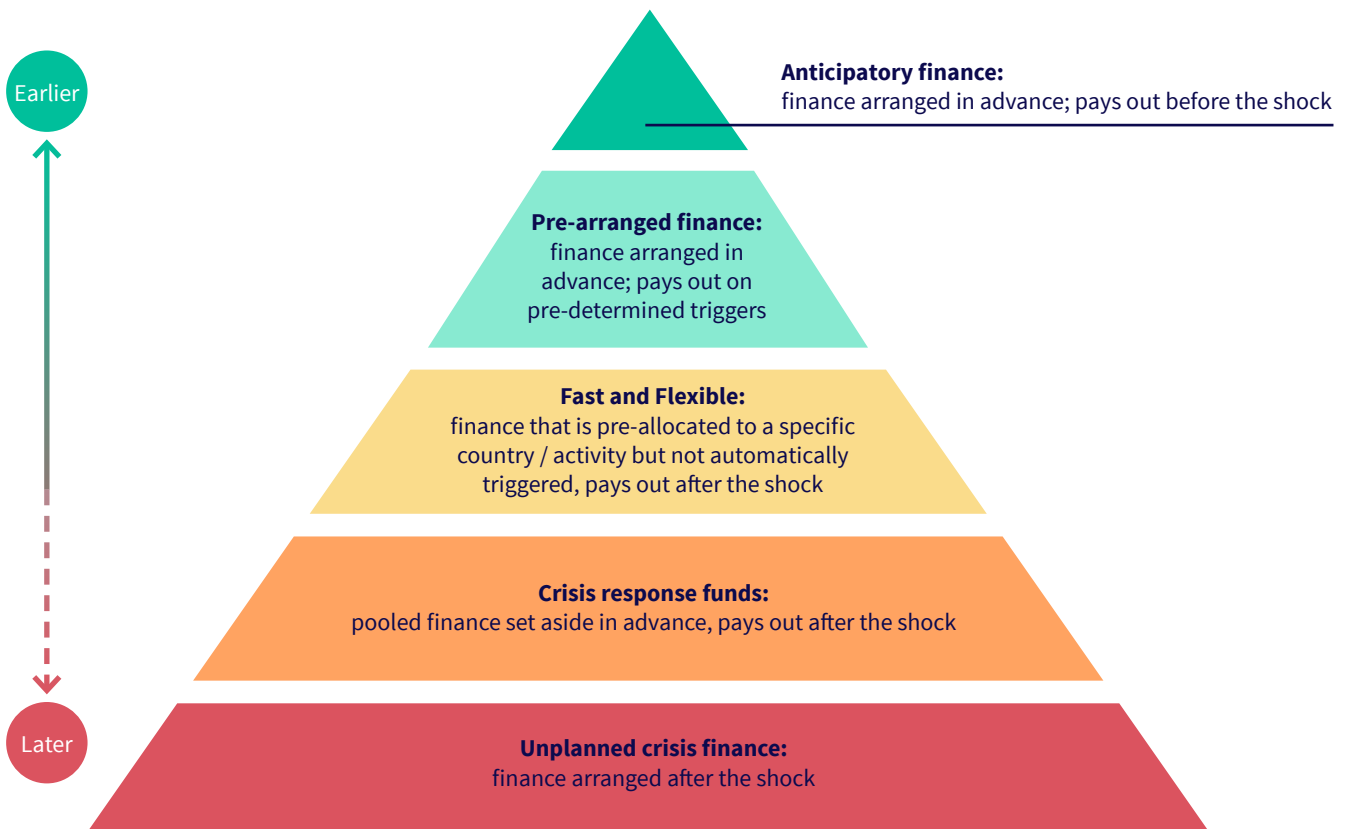 Earlier
Anticipatory finance:
finance arranged in advance; pays out before the shock
Pre-arranged finance:
finance arranged in
advance; pays out on
pre-determined triggers
Fast and Flexible:
finance that is pre-allocated to a specific
country / activity but not automatically
triggered, pays out after the shock
Crisis response funds:
pooled finance set aside in advance, pays out after the shock
Later
Unplanned crisis finance:
finance arranged after the shock